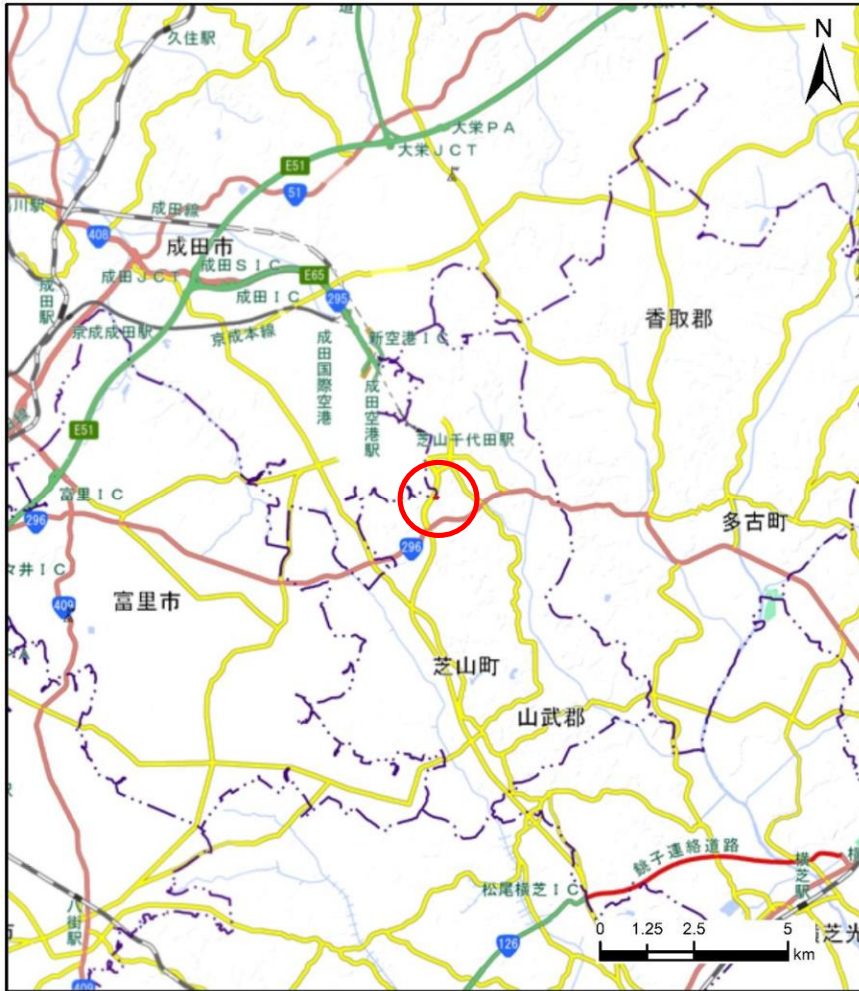 久住駅
道
N
大栄PA
大栄JCT
E51
51
川駅
成田線
408
成田市
成田SIC
成田JCT
E65
成田IC
295
成田駅
京成成田駅
京成本線
新空港IC
成田国際空港
成田空港駅
香取郡
E51
芝山千代田駅
富里IC
296
296
多古町
々井IC
409
富里市
PA
芝山町
山武郡
銚子連絡道路
横芝駅
横
松尾横芝IC
八街駅
126
横芝光
409
0 1.25 2.5 5
km